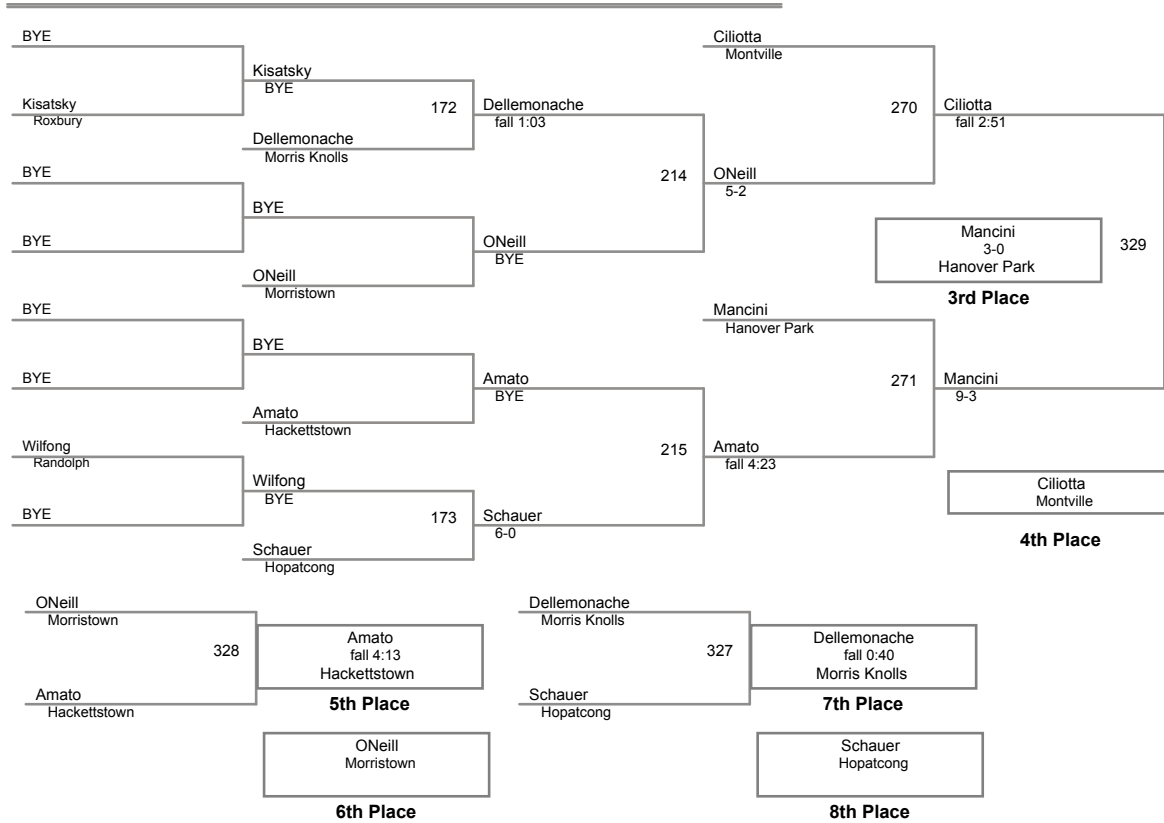 BYE
Kisatsky
Roxbury
BYE
BYE
BYE
BYE
Wilfong
Randolph
BYE
Kisatsky
BYE
172
Dellemonache
Morris Knolls
BYE
ONeill
Morristown
BYE
Amato
Hackettstown
Wilfong
BYE
173
Schauer
Hopatcong
Dellemonache
fall 1:03
214
ONeill
BYE
Amato
BYE
215
Schauer
6-0
Ciliotta
Montville
270
ONeill
5-2
Mancini
Hanover Park
271
Amato
fall 4:23
Ciliotta
fall 2:51
329
Mancini
9-3
Mancini
3-0
Hanover Park
3rd Place
Ciliotta
Montville
4th Place
ONeill
Morristown
328
Amato
Hackettstown
Amato
fall 4:13
Hackettstown
5th Place
ONeill
Morristown
6th Place
Dellemonache
Morris Knolls
327
Schauer
Hopatcong
Dellemonache
fall 0:40
Morris Knolls
7th Place
Schauer
Hopatcong
8th Place